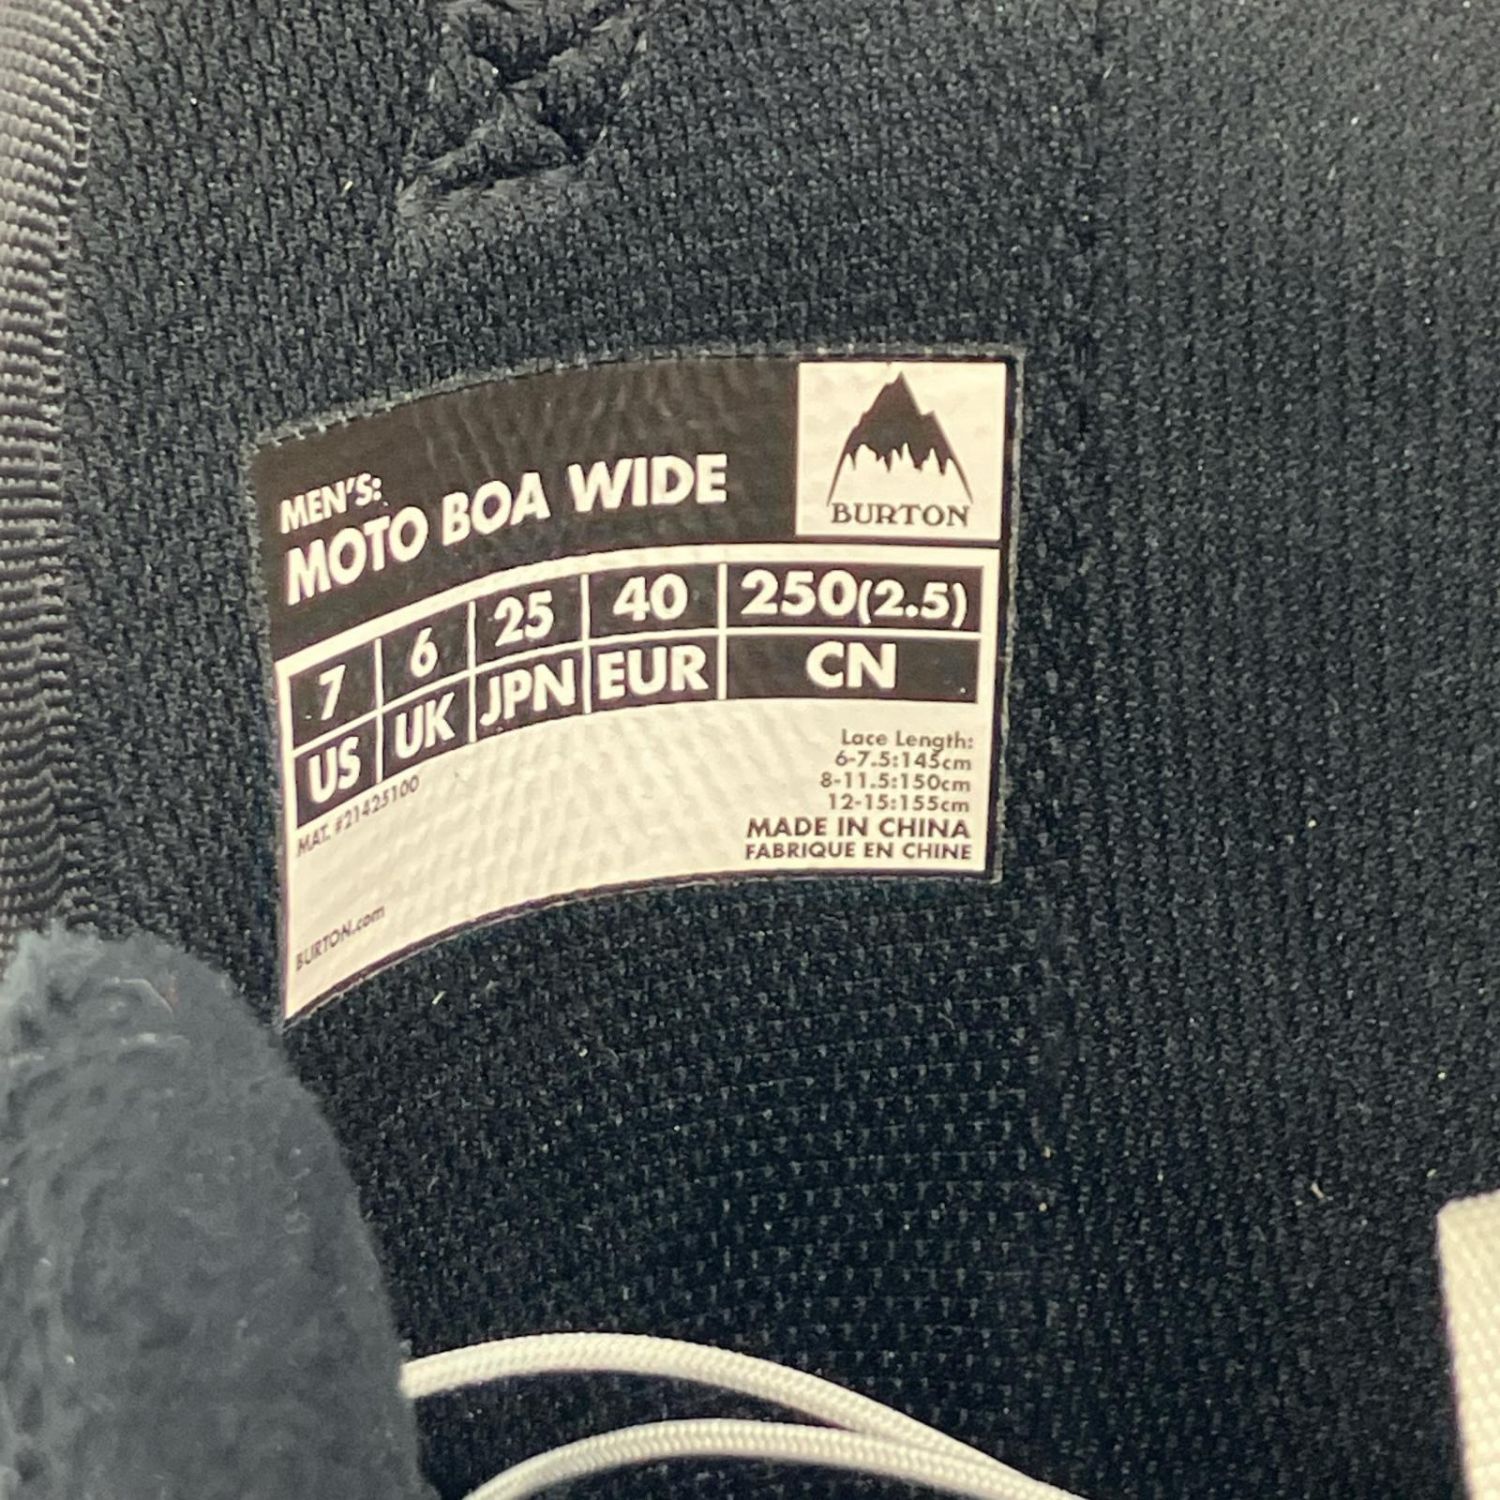 MEN'S:
MOTO BOA WIDE
BURTON
7 6 25 40 250(2.5)
US UK JPN EUR CN
MAT. #21425100
Lace Length:
6-7.5:145cm
8-11.5:150cm
12-15:155cm
MADE IN CHINA
FABRIQUE EN CHINE
BURTON.com